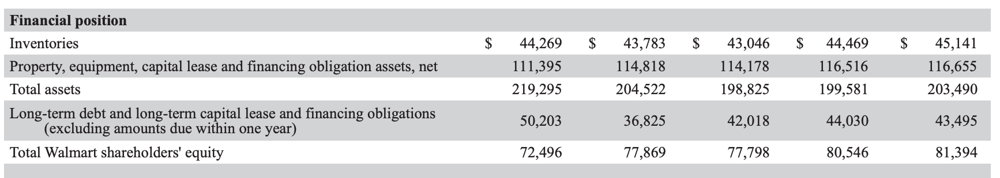 Financial position
Inventories $ 44,269 $ 43,783 $ 43,046 $ 44,469 $ 45,141
Property, equipment, capital lease and financing obligation assets, net 111,395 114,818 114,178 116,516 116,655
Total assets 219,295 204,522 198,825 199,581 203,490
Long-term debt and long-term capital lease and financing obligations
(excluding amounts due within one year) 50,203 36,825 42,018 44,030 43,495
Total Walmart shareholders' equity 72,496 77,869 77,798 80,546 81,394